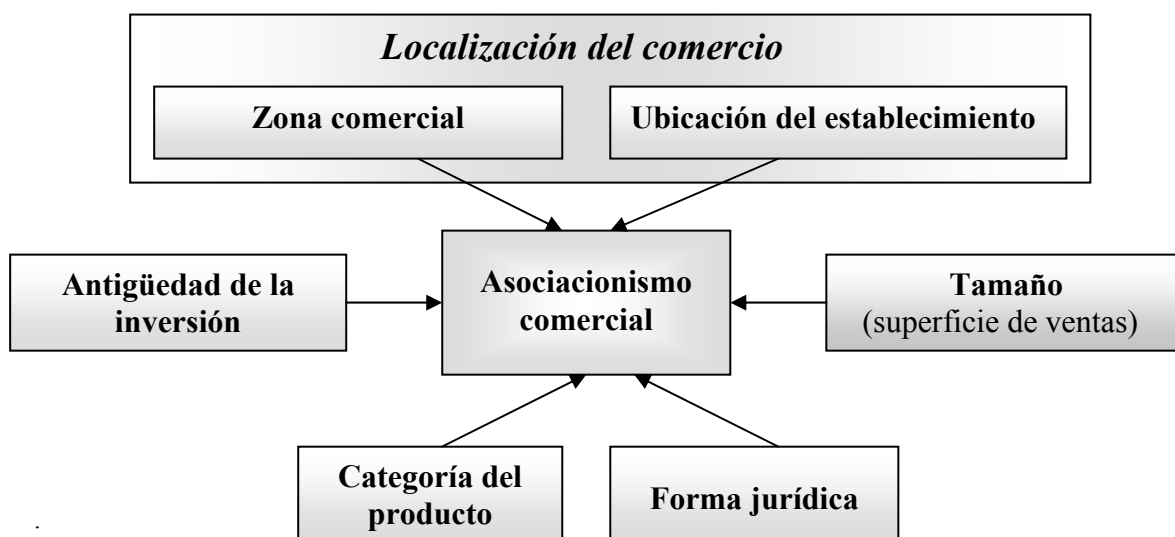 Localización del comercio
Zona comercial
Ubicación del establecimiento
Antigüedad de la
inversión
Asociacionismo
comercial
Tamaño
(superficie de ventas)
Categoría del
producto
Forma jurídica
.